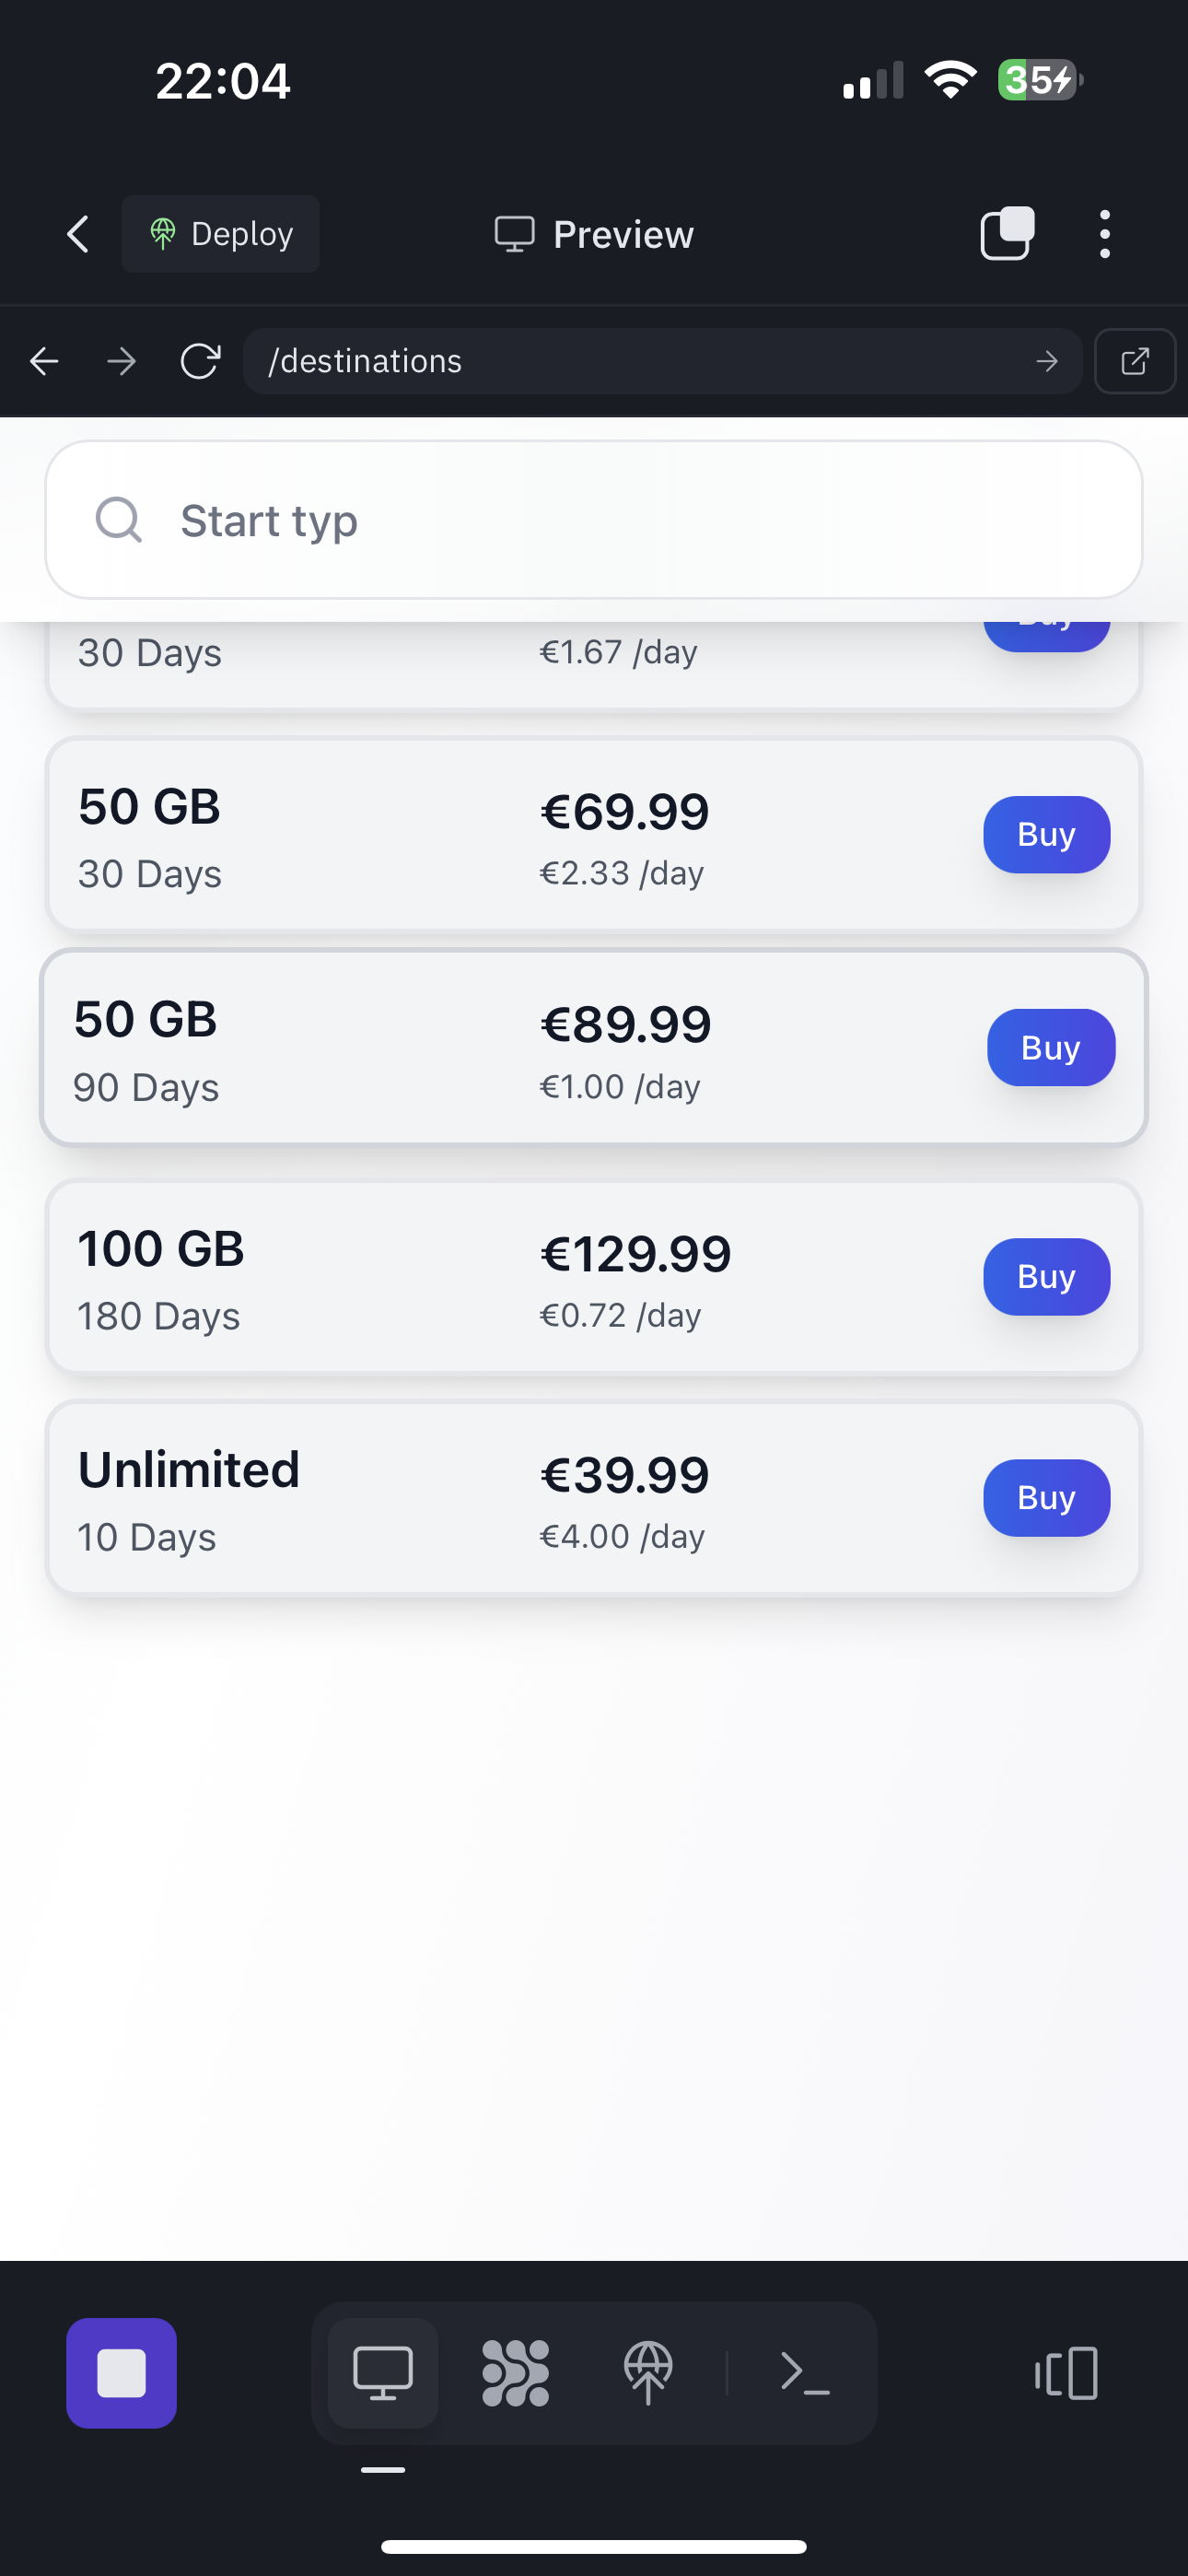 22:04
35
Deploy
Preview
/destinations
Start typ
30 Days
€1.67 /day
Buy
50 GB
€69.99
30 Days
€2.33 /day
Buy
50 GB
€89.99
90 Days
€1.00 /day
Buy
100 GB
€129.99
180 Days
€0.72 /day
Buy
Unlimited
€39.99
10 Days
€4.00 /day
Buy